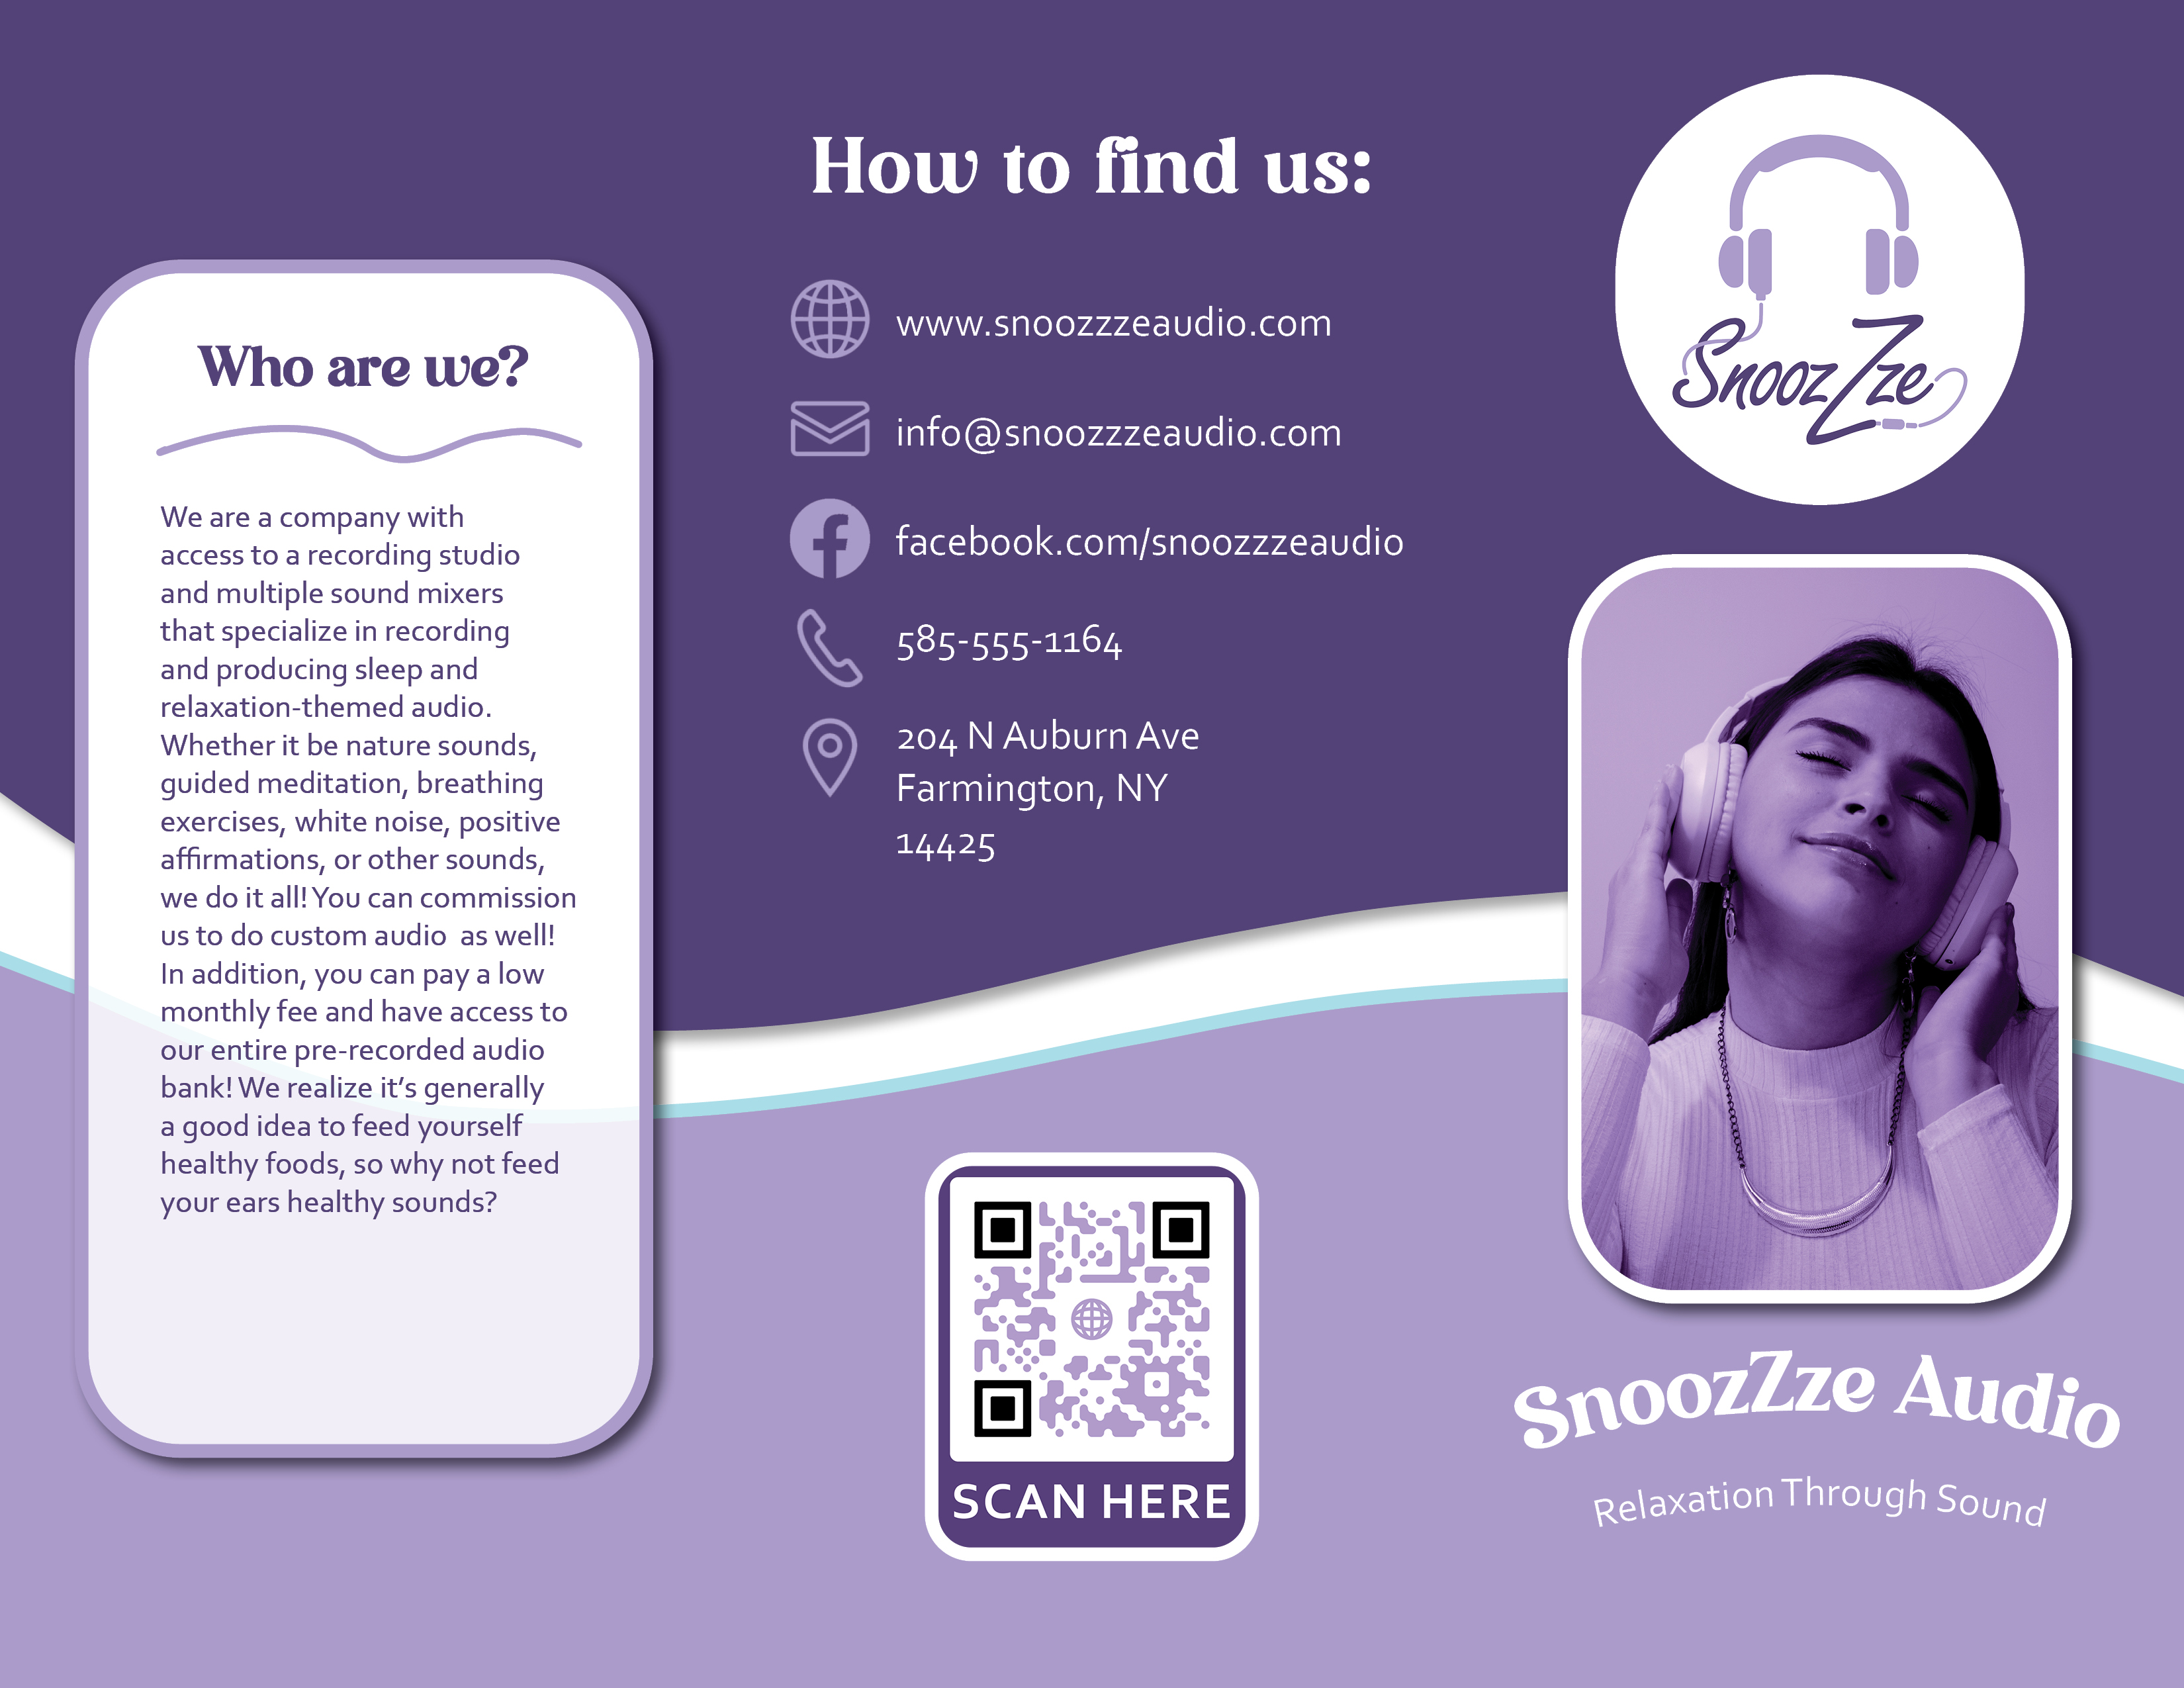 Who are we?
We are a company with
access to a recording studio
and multiple sound mixers
that specialize in recording
and producing sleep and
relaxation-themed audio.
Whether it be nature sounds,
guided meditation, breathing
exercises, white noise, positive
affirmations, or other sounds,
we do it all! You can commission
us to do custom audio  as well!
In addition, you can pay a low
monthly fee and have access to
our entire pre-recorded audio
bank! We realize it’s generally
a good idea to feed yourself
healthy foods, so why not feed
your ears healthy sounds?
How to find us:
www.snoozzzeaudio.com
info@snoozzzeaudio.com
facebook.com/snoozzzeaudio
585-555-1164
204 N Auburn Ave
Farmington, NY
14425
SCAN HERE
SnoozZze
SnoozZze Audio
Relaxation Through Sound